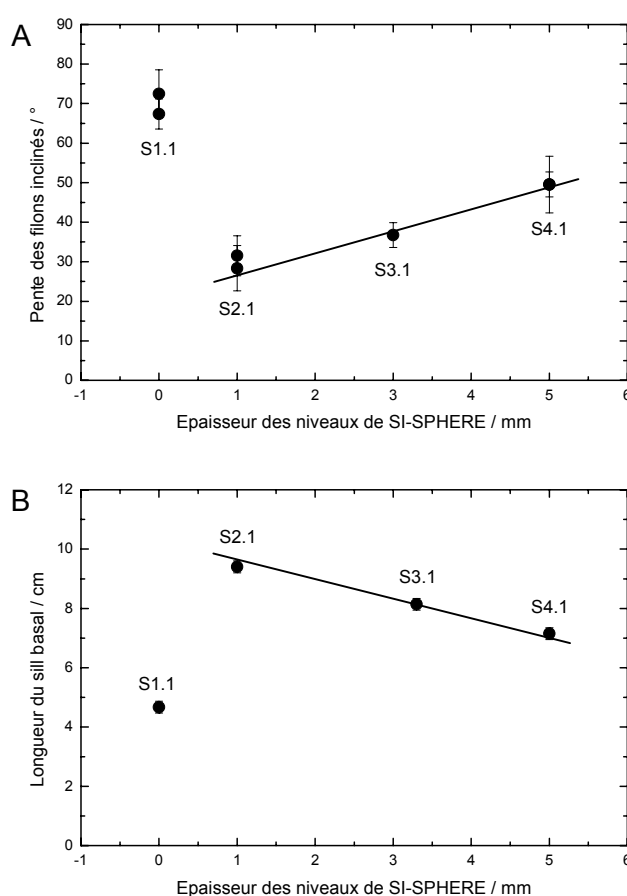 A
90
80
70
60
50
40
30
20
10
0
Pente des filons inclinés / °
S1.1
S2.1
S3.1
S4.1
-1 0 1 2 3 4 5 6
Epaisseur des niveaux de SI-SPHERE / mm
B
12
10
8
6
4
2
0
Longueur du sill basal / cm
S2.1
S3.1
S4.1
S1.1
-1 0 1 2 3 4 5 6
Epaisseur des niveaux de SI-SPHERE / mm